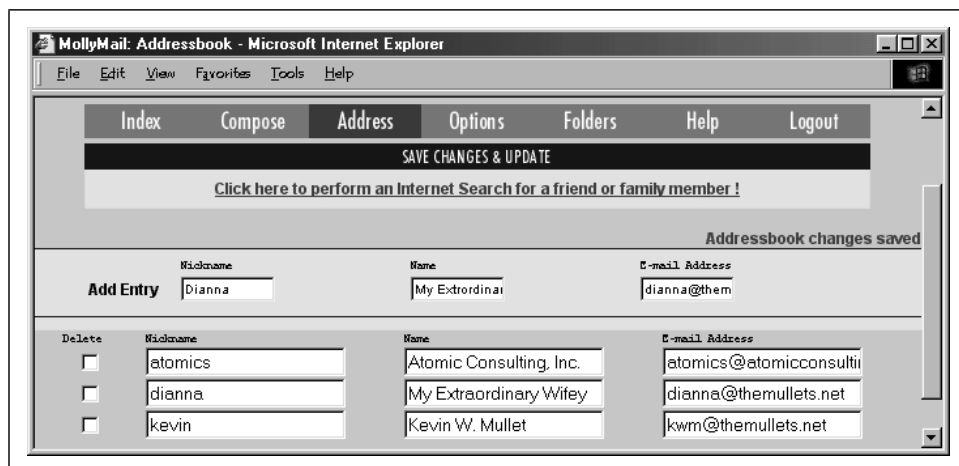 MollyMail: Addressbook - Microsoft Internet Explorer
File Edit View Favorites Tools Help
Index Compose Address Options Folders Help Logout
SAVE CHANGES & UPDATE
Click here to perform an Internet Search for a friend or family member !
Addressbook changes saved
Nickname Name E-mail Address
Add Entry Dianna My Extrordinar dianna@them
Delete Nickname Name E-mail Address
atomics Atomic Consulting, Inc. atomics@atomicconsultin
dianna My Extraordinary Wifey dianna@themullets.net
kevin Kevin W. Mullet kwm@themullets.net